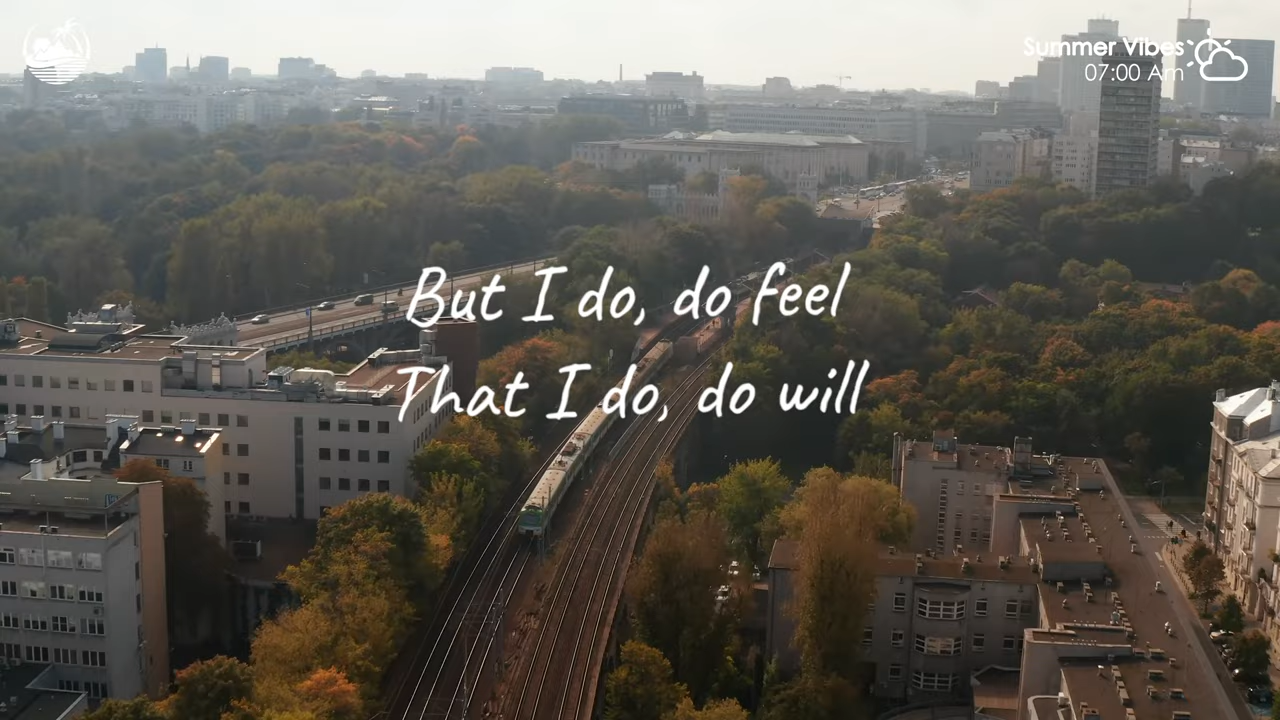 Summer Vibes
07:00 Am
But I do, do feel
That I do, do will